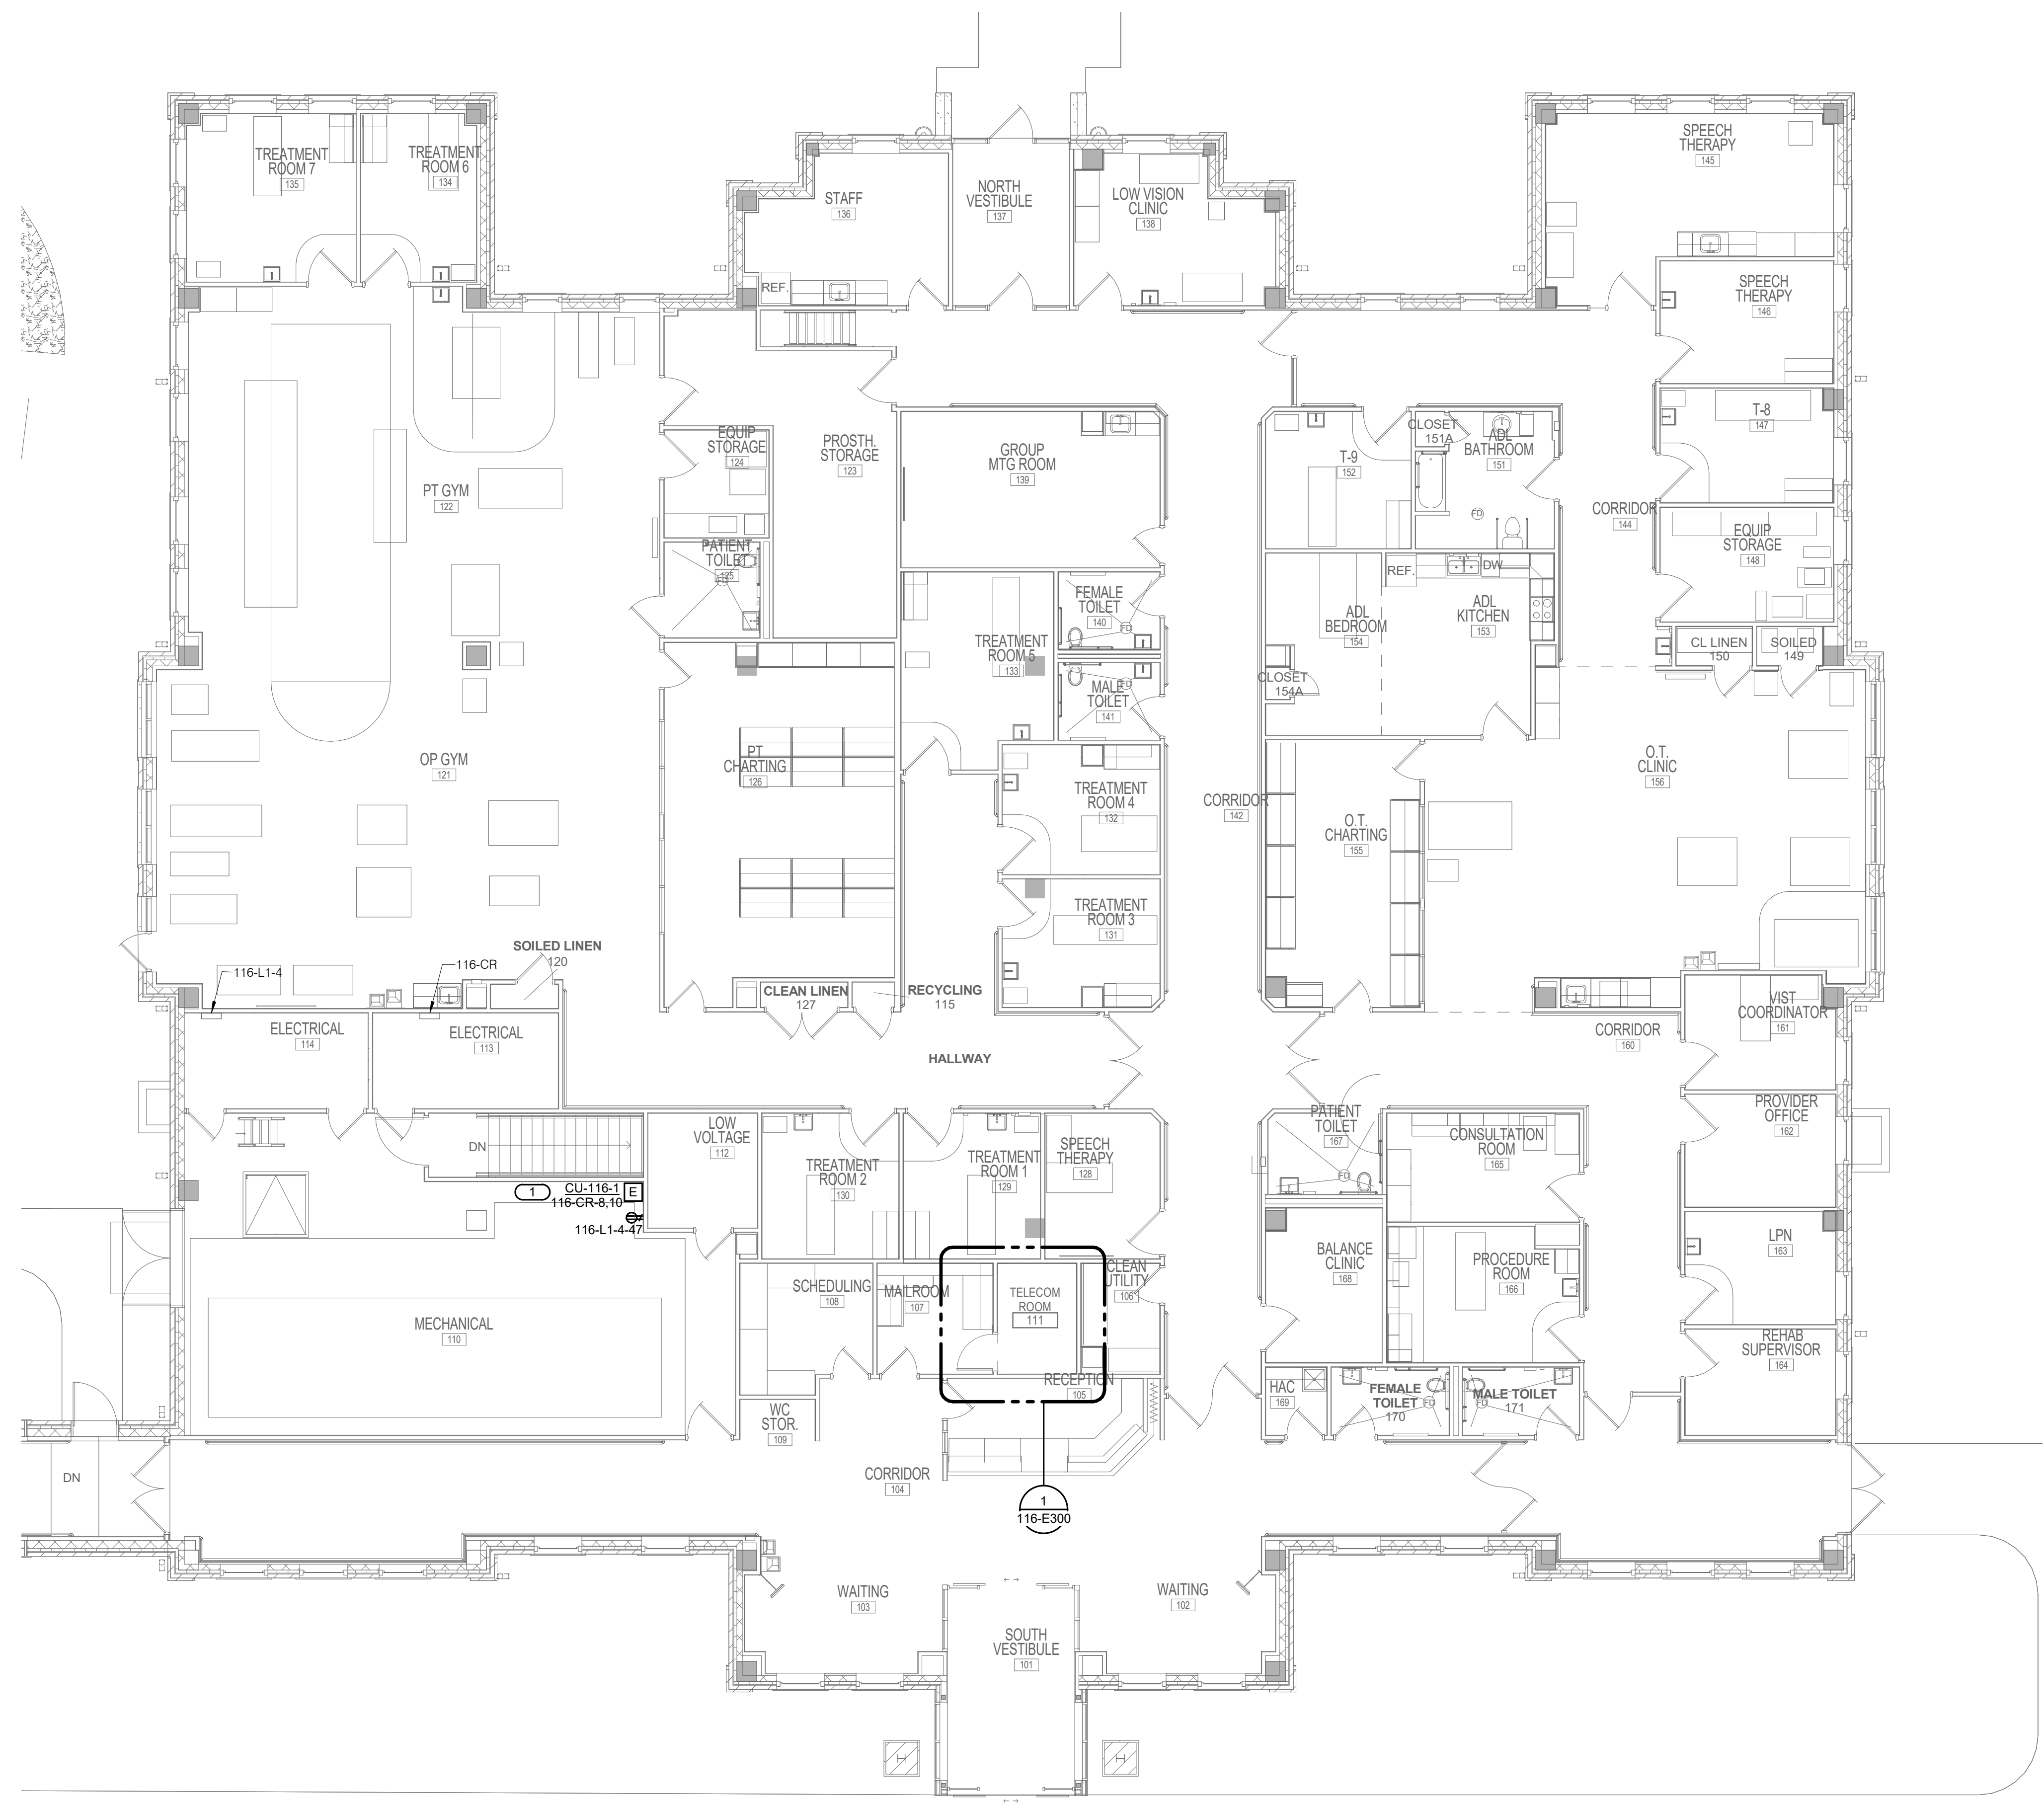 TREATMENT
ROOM 7
135
TREATMENT
ROOM 6
134
STAFF
136
REF.
NORTH
VESTIBULE
137
LOW VISION
CLINIC
138
SPEECH
THERAPY
145
SPEECH
THERAPY
146
T-8
147
EQUIP
STORAGE
148
CORRIDOR
144
CL LINEN
150
SOILED
149
PT GYM
122
EQUIP
STORAGE
124
PROSTH.
STORAGE
123
PATIENT
TOILET
125
FD
GROUP
MTG ROOM
139
CLOSET
151A
ADL
BATHROOM
151
FD
T-9
152
REF.
DW
ADL
KITCHEN
153
ADL
BEDROOM
154
CLOSET
154A
FEMALE
TOILET
140
FD
MALE
TOILET
141
FD
TREATMENT
ROOM 5
133
OP GYM
121
PT
CHARTING
126
TREATMENT
ROOM 4
132
CORRIDOR
142
O.T.
CHARTING
155
O.T.
CLINIC
156
TREATMENT
ROOM 3
131
SOILED LINEN
120
116-L1-4
116-CR
CLEAN LINEN
127
RECYCLING
115
ELECTRICAL
114
ELECTRICAL
113
HALLWAY
CORRIDOR
160
VIST
COORDINATOR
161
PROVIDER
OFFICE
162
LPN
163
REHAB
SUPERVISOR
164
DN
LOW
VOLTAGE
112
TREATMENT
ROOM 2
130
TREATMENT
ROOM 1
129
SPEECH
THERAPY
128
PATIENT
TOILET
167
FD
CONSULTATION
ROOM
165
1
CU-116-1
E
116-CR-8,10
116-L1-4-47
BALANCE
CLINIC
168
PROCEDURE
ROOM
166
SCHEDULING
108
MAILROOM
107
TELECOM
ROOM
111
CLEAN
UTILITY
106
MECHANICAL
110
RECEPTION
105
WC
STOR.
109
HAC
169
FEMALE
TOILET
170
FD
MALE TOILET
171
FD
DN
CORRIDOR
104
1
116-E300
WAITING
103
WAITING
102
SOUTH
VESTIBULE
101
H
H